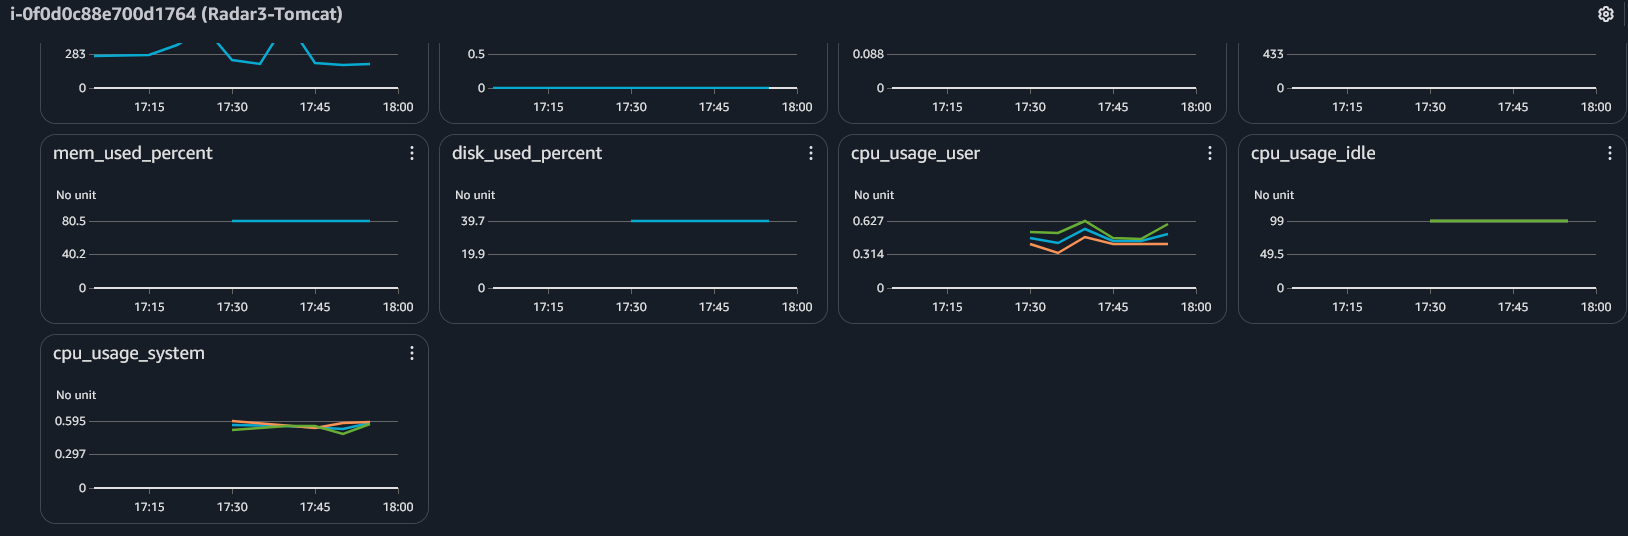 i-0f0d0c88e700d1764 (Radar3-Tomcat)
283
0
17:15 17:30 17:45 18:00
0.5
0
17:15 17:30 17:45 18:00
0.088
0
17:15 17:30 17:45 18:00
433
0
17:15 17:30 17:45 18:00
mem_used_percent
No unit
80.5
40.2
0
17:15 17:30 17:45 18:00
disk_used_percent
No unit
39.7
19.9
0
17:15 17:30 17:45 18:00
cpu_usage_user
No unit
0.627
0.314
0
17:15 17:30 17:45 18:00
cpu_usage_idle
No unit
99
49.5
0
17:15 17:30 17:45 18:00
cpu_usage_system
No unit
0.595
0.297
0
17:15 17:30 17:45 18:00